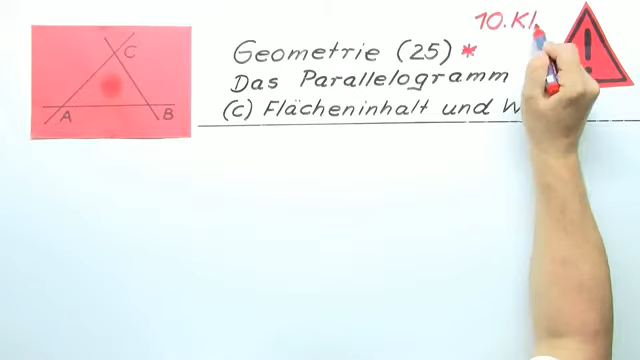 10. Kl.
C
Geometrie (25) *
Das Parallelogramm
!
A B
(c) Flächeninhalt und